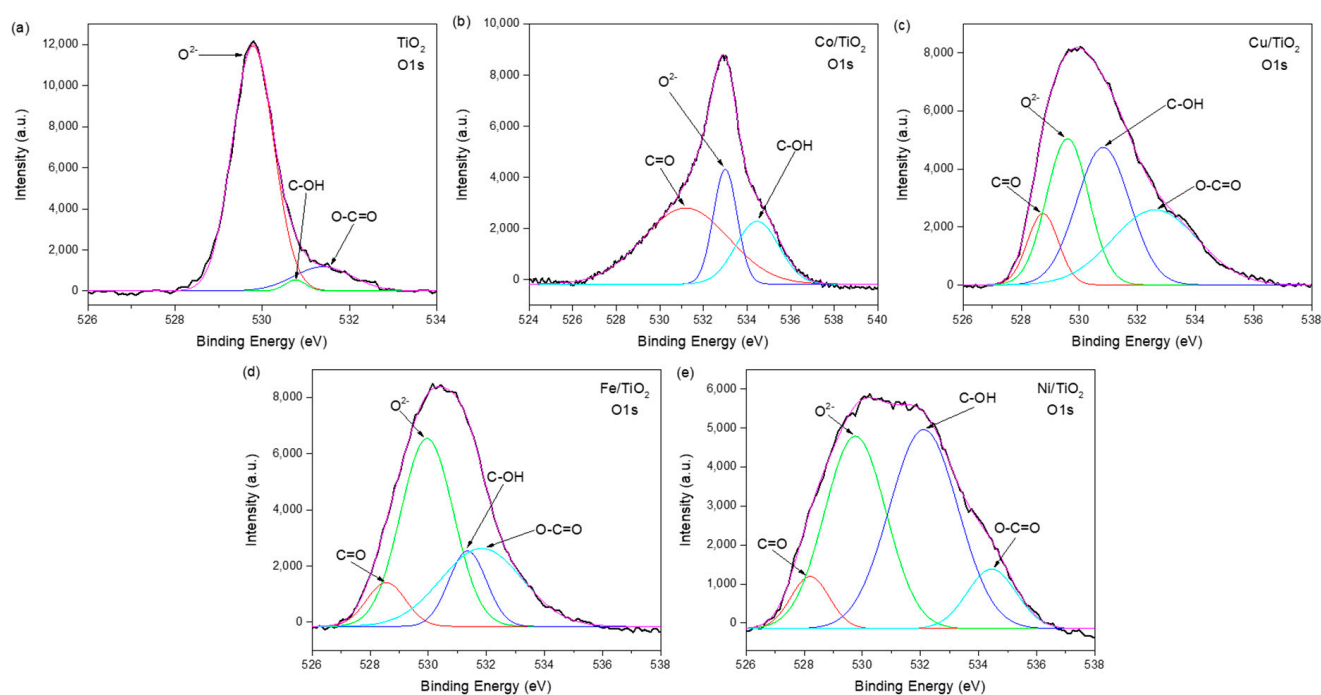 (a)
TiO2
O1s
O2-
C-OH
O-C=O
12,000
10,000
8,000
6,000
4,000
2,000
0
Intensity (a.u.)
526 528 530 532 534
Binding Energy (eV)
(b)
Co/TiO2
O1s
O2-
C=O
C-OH
10,000
8,000
6,000
4,000
2,000
0
Intensity (a.u.)
524 526 528 530 532 534 536 538 540
Binding Energy (eV)
(c)
Cu/TiO2
O1s
O2-
C-OH
C=O
O-C=O
8,000
6,000
4,000
2,000
0
Intensity (a.u.)
526 528 530 532 534 536 538
Binding Energy (eV)
(d)
Fe/TiO2
O1s
O2-
C-OH
O-C=O
C=O
8,000
6,000
4,000
2,000
0
Intensity (a.u.)
526 528 530 532 534 536 538
Binding Energy (eV)
(e)
Ni/TiO2
O1s
O2-
C-OH
O-C=O
C=O
6,000
5,000
4,000
3,000
2,000
1,000
0
Intensity (a.u.)
526 528 530 532 534 536 538
Binding Energy (eV)